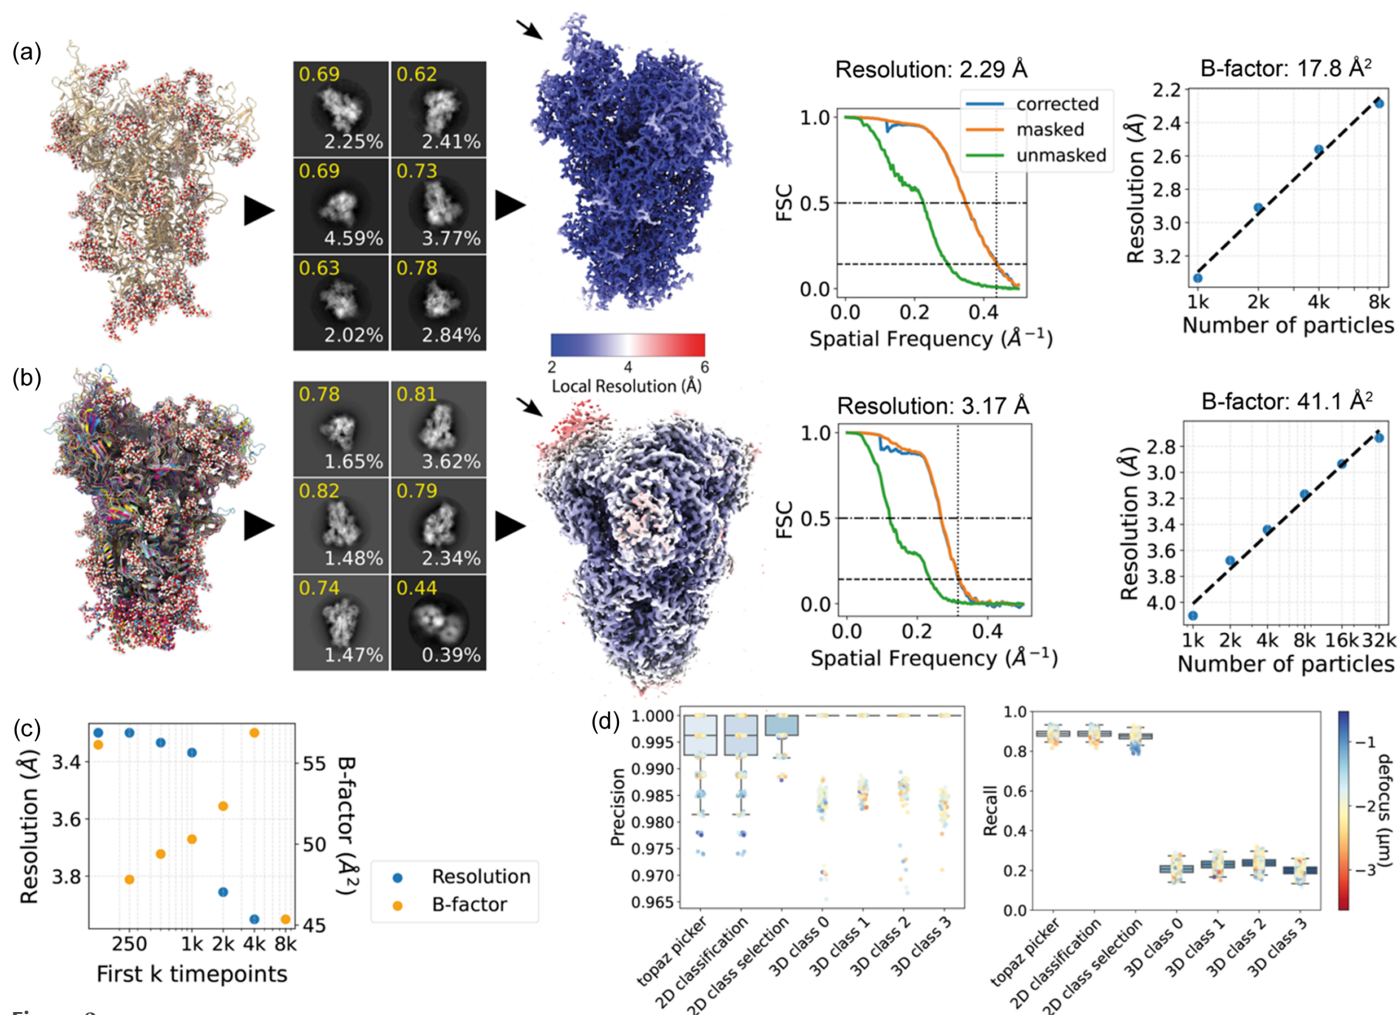 (a)
0.69
2.25%
0.62
2.41%
0.69
4.59%
0.73
3.77%
0.63
2.02%
0.78
2.84%
2
4
6
Local Resolution (Å)
Resolution: 2.29 Å
corrected
masked
unmasked
1.0
0.5
0.0
FSC
0.0
0.2
0.4
Spatial Frequency (Å⁻¹)
B-factor: 17.8 Å²
2.2
2.4
2.6
2.8
3.0
3.2
Resolution (Å)
1k
2k
4k
8k
Number of particles
(b)
0.78
1.65%
0.81
3.62%
0.82
1.48%
0.79
2.34%
0.74
1.47%
0.44
0.39%
Resolution: 3.17 Å
1.0
0.5
0.0
FSC
0.0
0.2
0.4
Spatial Frequency (Å⁻¹)
B-factor: 41.1 Å²
2.8
3.0
3.2
3.4
3.6
3.8
4.0
Resolution (Å)
1k
2k
4k
8k
16k
32k
Number of particles
(c)
3.4
3.6
3.8
Resolution (Å)
55
50
45
B-factor (Å²)
250
1k
2k
4k
8k
First k timepoints
Resolution
B-factor
(d)
1.000
0.995
0.990
0.985
0.980
0.975
0.970
0.965
Precision
topaz picker
2D classification
2D class selection
3D class 0
3D class 1
3D class 2
3D class 3
1.0
0.8
0.6
0.4
0.2
0.0
Recall
topaz picker
2D classification
2D class selection
3D class 0
3D class 1
3D class 2
3D class 3
−1
−2
−3
defocus (μm)